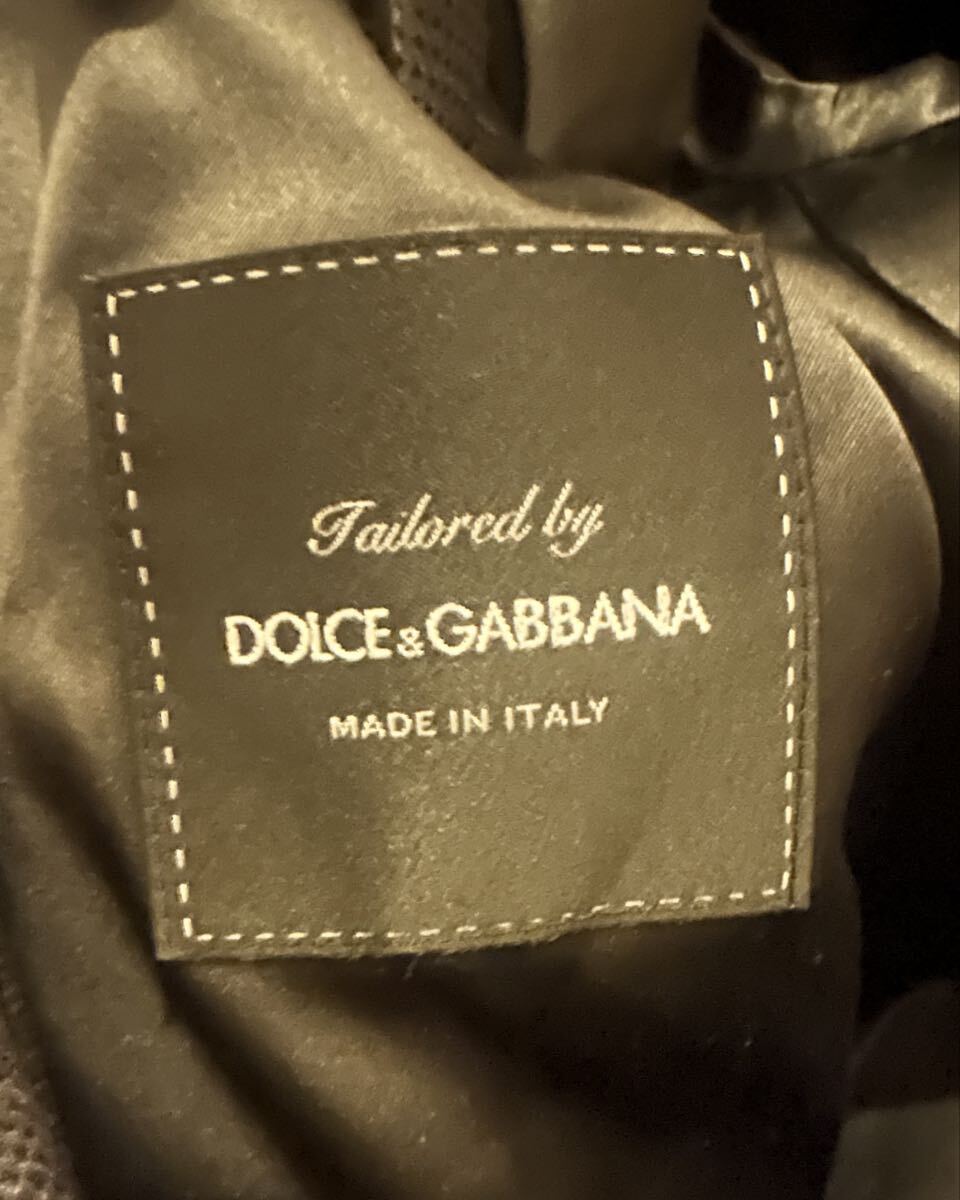 Tailored by
DOLCE & GABBANA
MADE IN ITALY